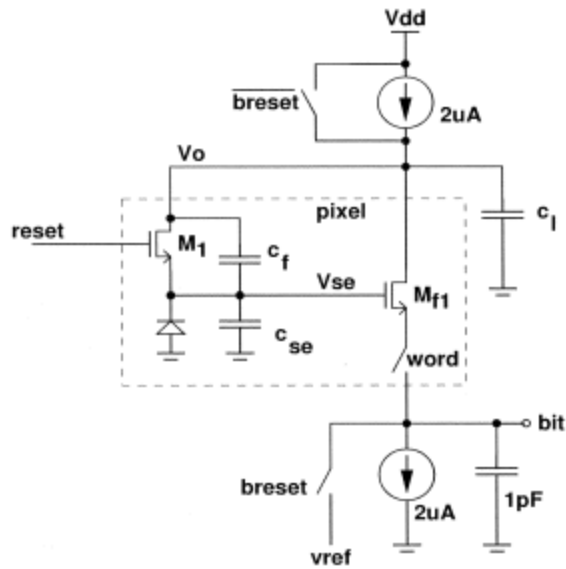 Vdd
breset
2uA
Vo
pixel
cl
reset
M1
cf
Vse
Mf1
cse
word
bit
breset
2uA
1pF
vref